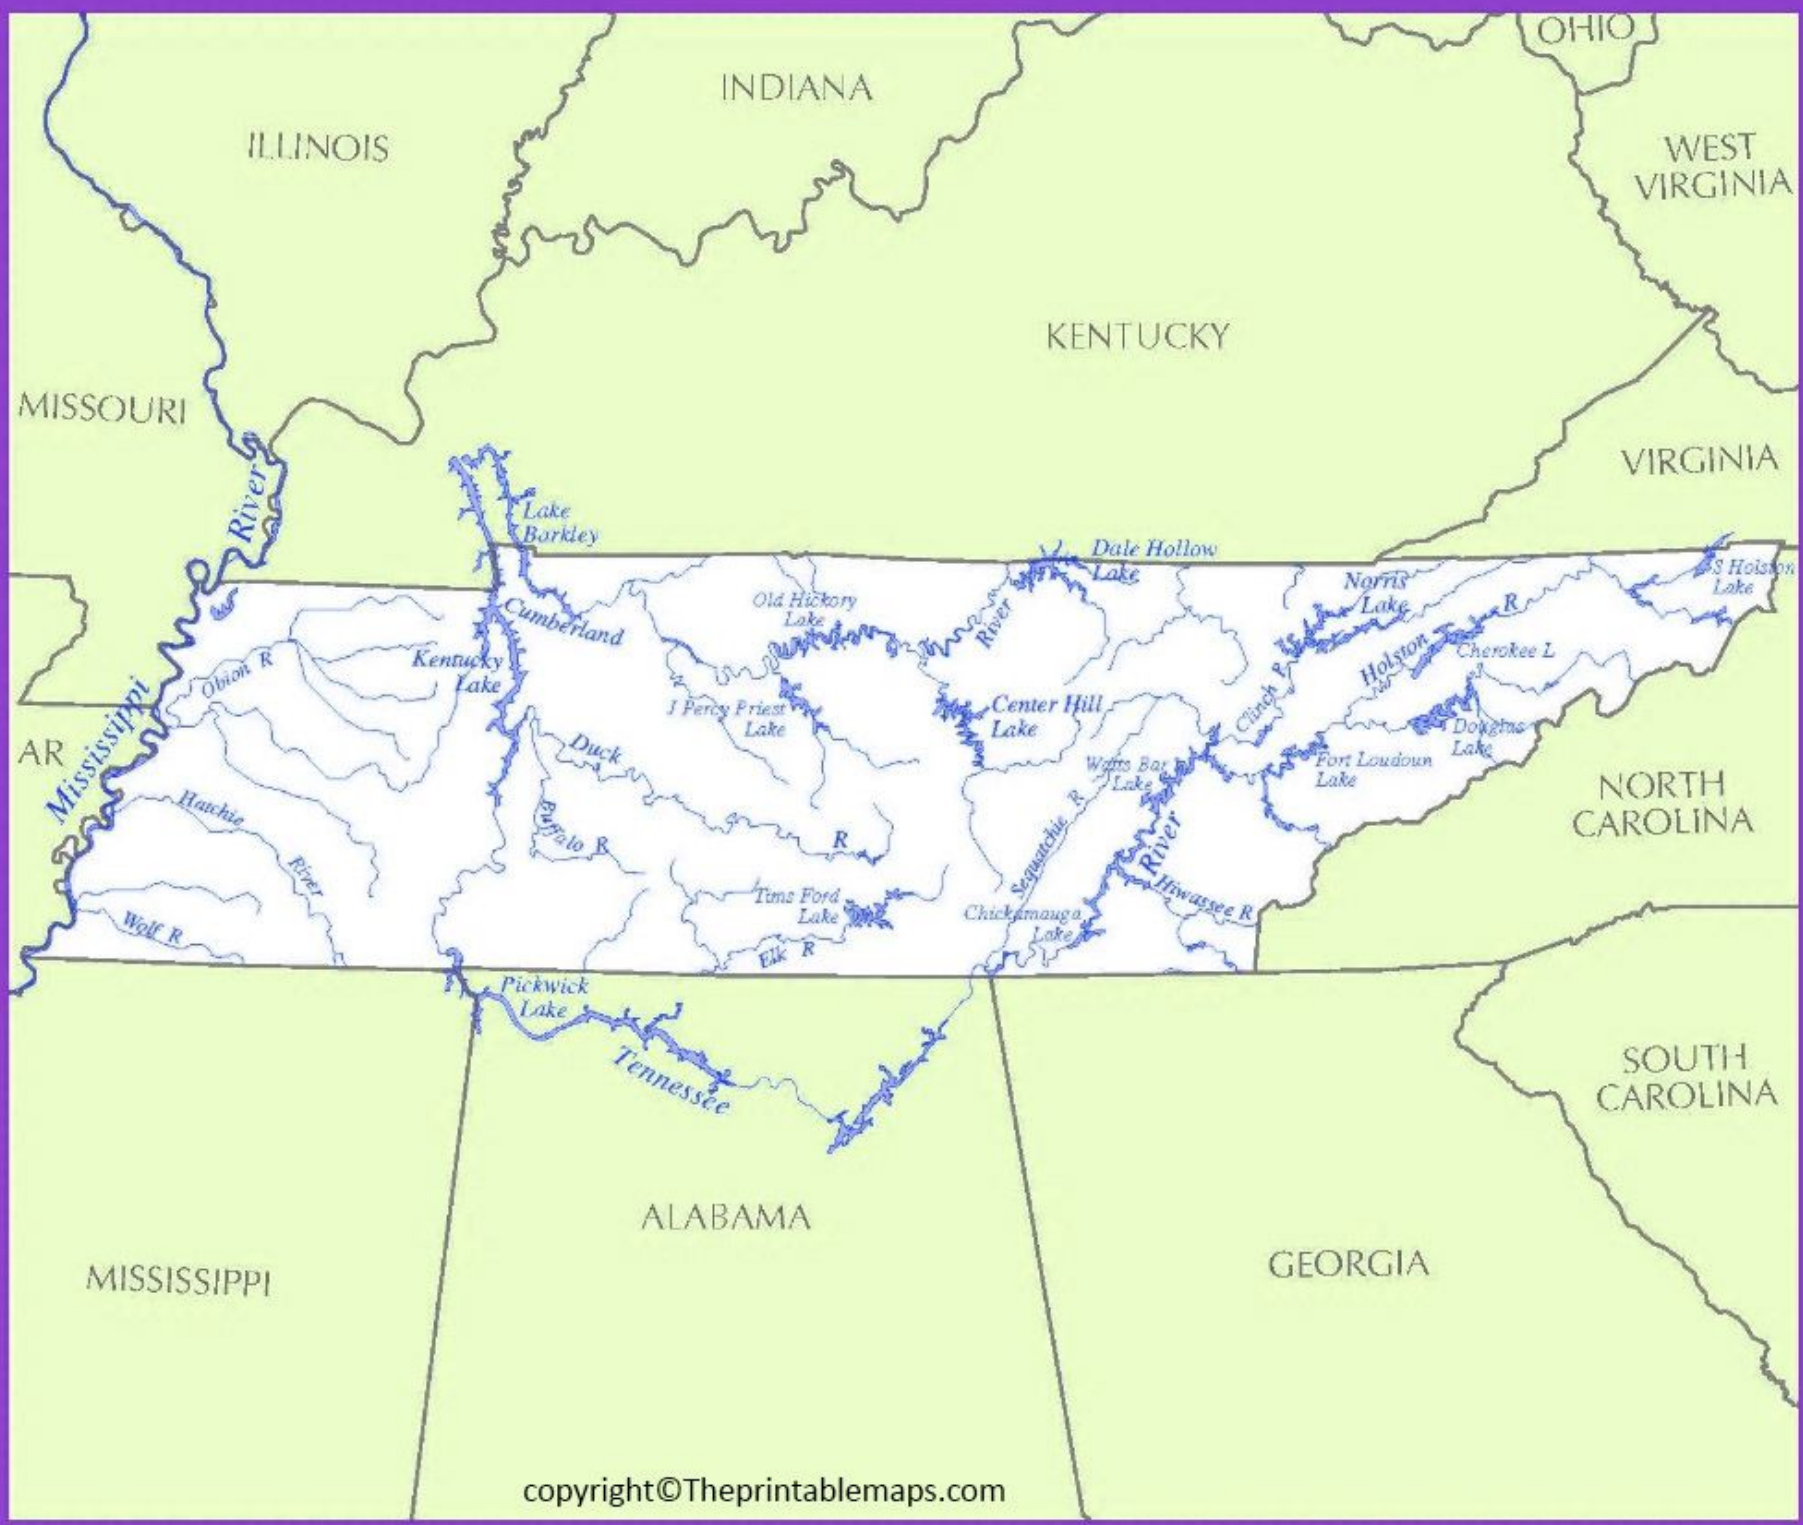 OHIO
INDIANA
ILLINOIS
WEST
VIRGINIA
KENTUCKY
MISSOURI
VIRGINIA
River
Lake
Barkley
Dale Hollow
Lake
S Holston
Lake
Norris
Lake
Old Hickory
Lake
Cumberland
River
R
Holston
Cherokee L
Kentucky
Lake
Obion R
Clinch R
J Percy Priest
Lake
Center Hill
Lake
Douglas
Lake
Mississippi
AR
Duck
Watts Bar
Lake
Fort Loudoun
Lake
NORTH
CAROLINA
Hatchie
River
Buffalo R
R
Sequatchie R
River
Tims Ford
Lake
Hiwassee R
Chickamauga
Lake
Wolf R
Elk R
Pickwick
Lake
Tennessee
SOUTH
CAROLINA
ALABAMA
GEORGIA
MISSISSIPPI
copyright©Theprintablemaps.com